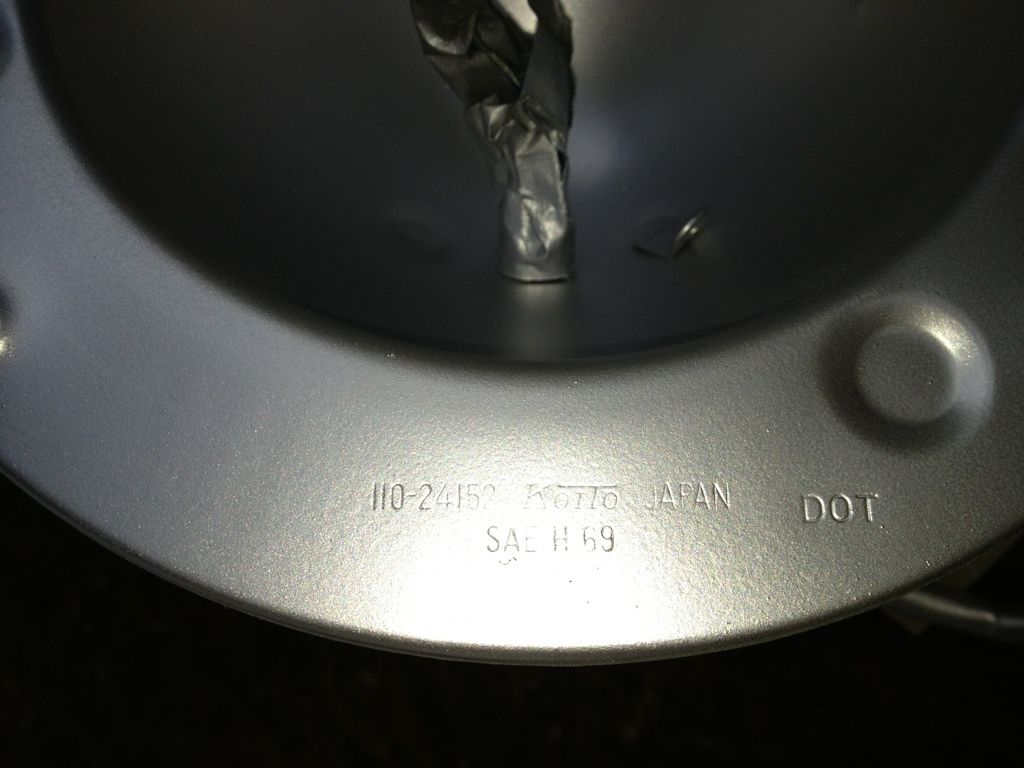 110-24152 Koito JAPAN DOT
SAE H 69